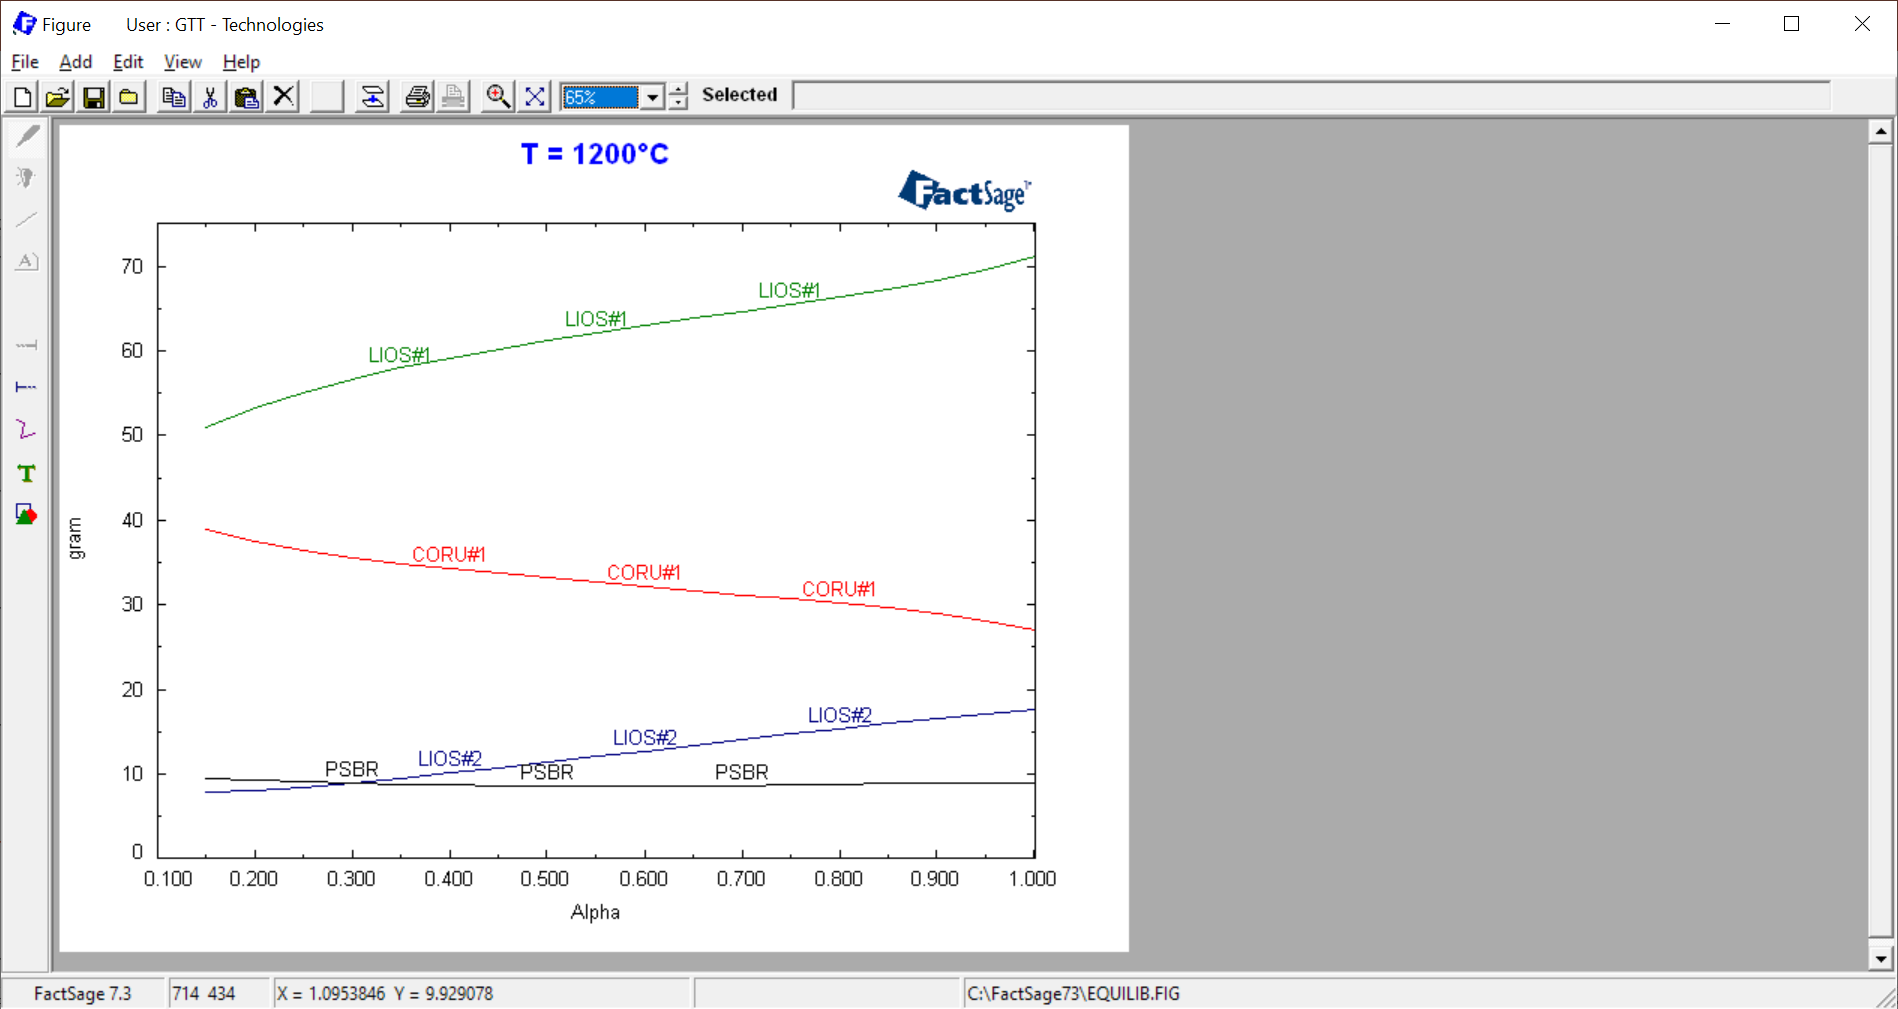 Figure User : GTT - Technologies
File Add Edit View Help
65% Selected
T = 1200°C
FactSage™
70
60
50
40
30
20
10
0
gram
LIOS#1
LIOS#1
LIOS#1
CORU#1
CORU#1
CORU#1
LIOS#2
LIOS#2
LIOS#2
PSBR
PSBR
PSBR
0.100 0.200 0.300 0.400 0.500 0.600 0.700 0.800 0.900 1.000
Alpha
FactSage 7.3 714 434 X = 1.0953846 Y = 9.929078 C:\FactSage73\EQUILIB.FIG